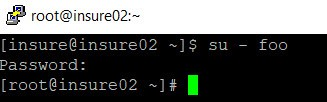 root@insure02:~
[insure@insure02 ~]$ su - foo
Password:
[root@insure02 ~]#